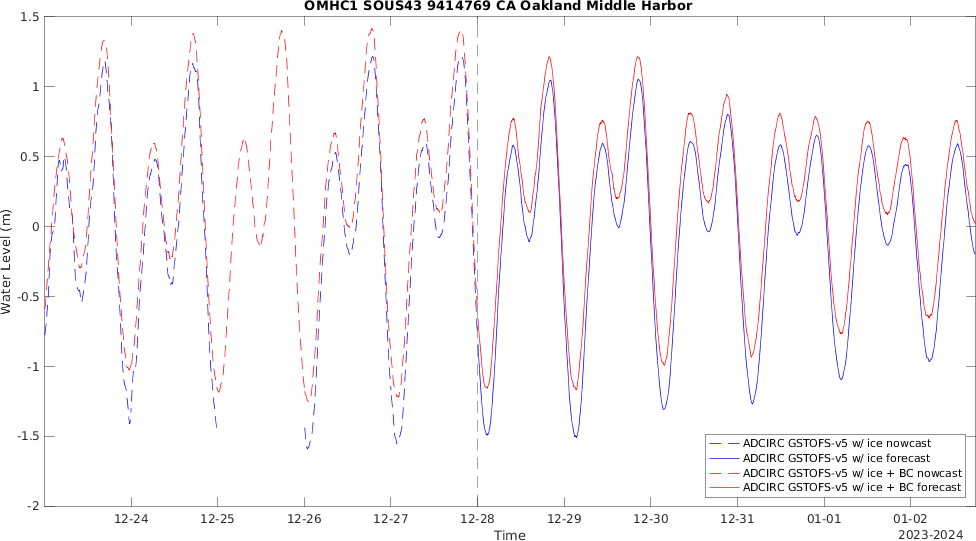 OMHC1 SOUS43 9414769 CA Oakland Middle Harbor
1.5
1
0.5
0
-0.5
-1
-1.5
-2
Water Level (m)
ADCIRC GSTOFS-v5 w/ ice nowcast
ADCIRC GSTOFS-v5 w/ ice forecast
ADCIRC GSTOFS-v5 w/ ice + BC nowcast
ADCIRC GSTOFS-v5 w/ ice + BC forecast
12-24 12-25 12-26 12-27 12-28 12-29 12-30 12-31 01-01 01-02
Time
2023-2024